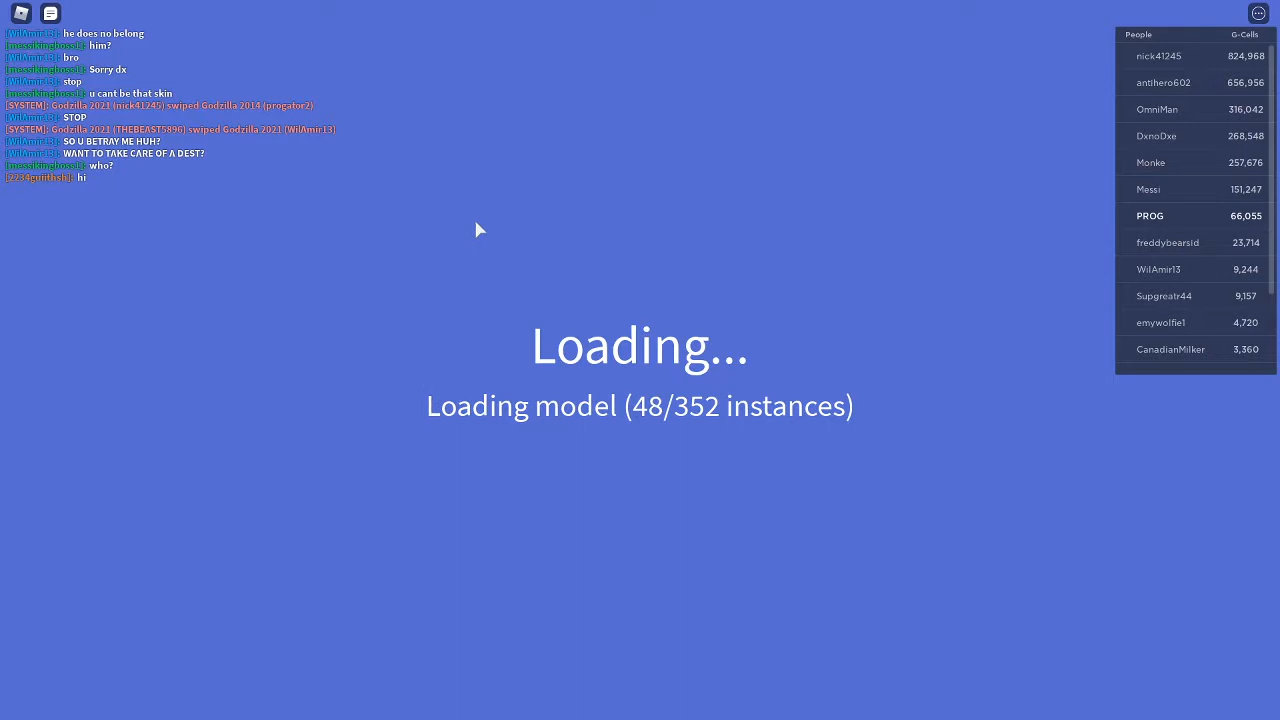 [WilAmir13]: he does no belong
[messikingboss1]: him?
[WilAmir13]: bro
[messikingboss1]: Sorry dx
[WilAmir13]: stop
[messikingboss1]: u cant be that skin
[SYSTEM]: Godzilla 2021 (nick41245) swiped Godzilla 2014 (progator2)
[WilAmir13]: STOP
[SYSTEM]: Godzilla 2021 (THEBEAST5896) swiped Godzilla 2021 (WilAmir13)
[WilAmir13]: SO U BETRAY ME HUH?
[WilAmir13]: WANT TO TAKE CARE OF A DEST?
[messikingboss1]: who?
hi
Loading...
Loading model (48/352 instances)
People G-Cells
nick41245 824,968
antihero602 656,956
OmniMan 316,042
DxnoDxe 268,548
Monke 257,676
Messi 151,247
PROG 66,055
freddybearsid 23,714
WilAmir13 9,244
Supgreatr44 9,157
emywolfie1 4,720
CanadianMilker 3,360